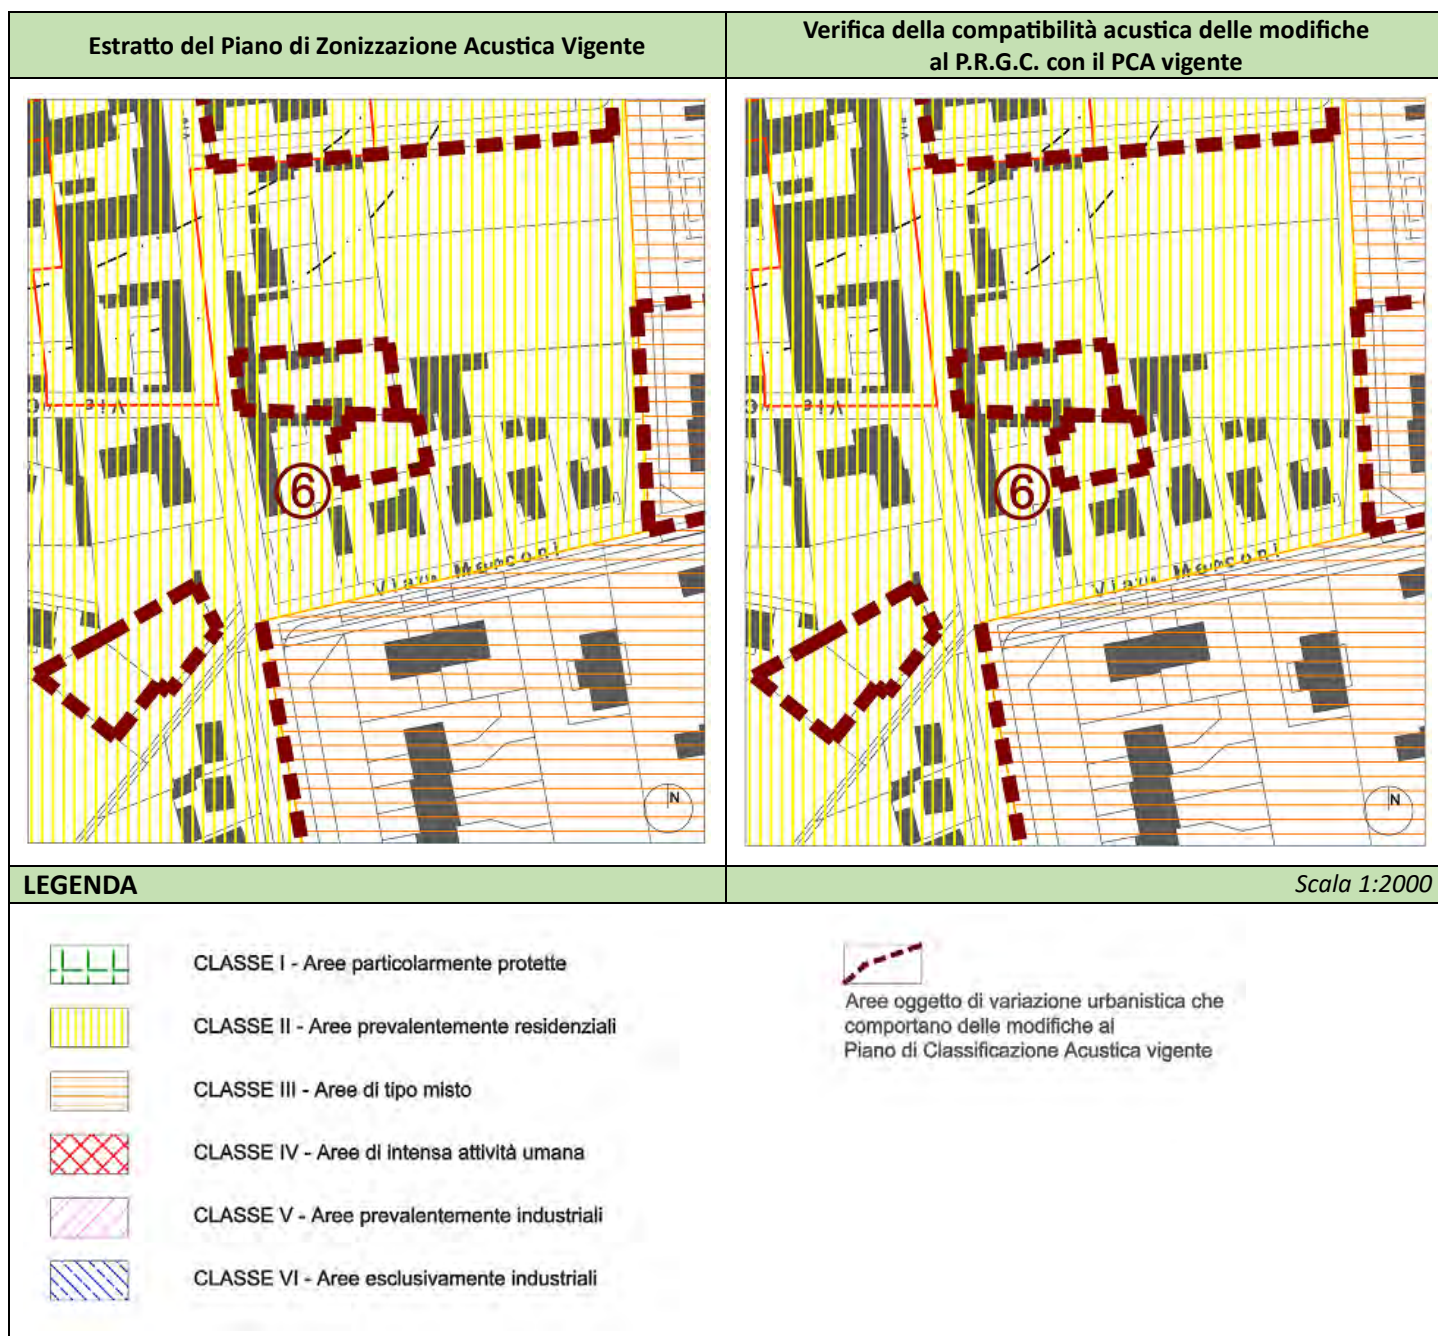 Estratto del Piano di Zonizzazione Acustica Vigente
Verifica della compatibilità acustica delle modifiche
al P.R.G.C. con il PCA vigente
6
N
6
N
LEGENDA
Scala 1:2000
CLASSE I - Aree particolarmente protette
CLASSE II - Aree prevalentemente residenziali
CLASSE III - Aree di tipo misto
CLASSE IV - Aree di intensa attività umana
CLASSE V - Aree prevalentemente industriali
CLASSE VI - Aree esclusivamente industriali
Aree oggetto di variazione urbanistica che
comportano delle modifiche al
Piano di Classificazione Acustica vigente